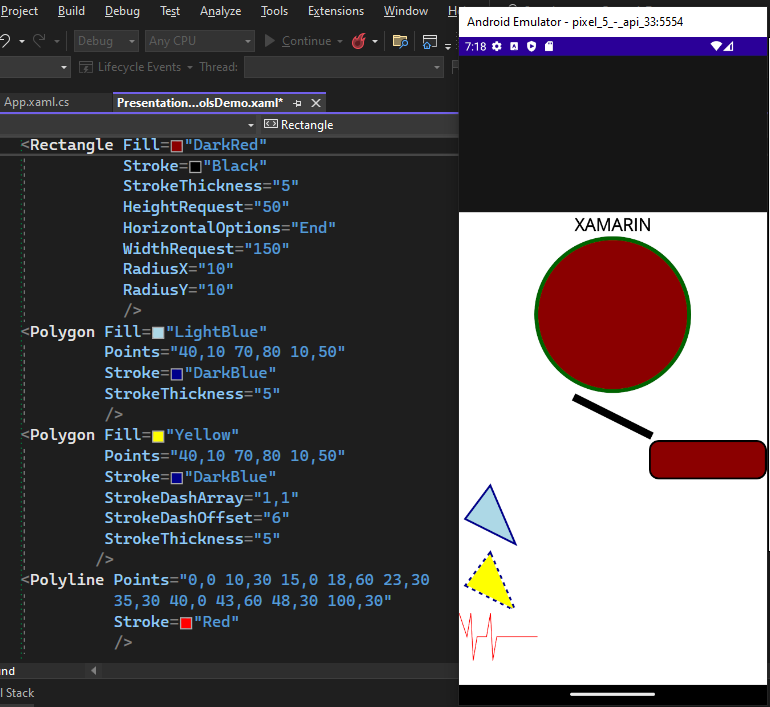 Project Build Debug Test Analyze Tools Extensions Window
Debug Any CPU Continue
Lifecycle Events Thread:
App.xaml.cs Presentation...olsDemo.xaml*
Rectangle
<Rectangle Fill="DarkRed"
Stroke="Black"
StrokeThickness="5"
HeightRequest="50"
HorizontalOptions="End"
WidthRequest="150"
RadiusX="10"
RadiusY="10"
/>
<Polygon Fill="LightBlue"
Points="40,10 70,80 10,50"
Stroke="DarkBlue"
StrokeThickness="5"
/>
<Polygon Fill="Yellow"
Points="40,10 70,80 10,50"
Stroke="DarkBlue"
StrokeDashArray="1,1"
StrokeDashOffset="6"
StrokeThickness="5"
/>
<Polyline Points="0,0 10,30 15,0 18,60 23,30
35,30 40,0 43,60 48,30 100,30"
Stroke="Red"
/>
und
l Stack
Android Emulator - pixel_5_-_api_33:5554
7:18
XAMARIN